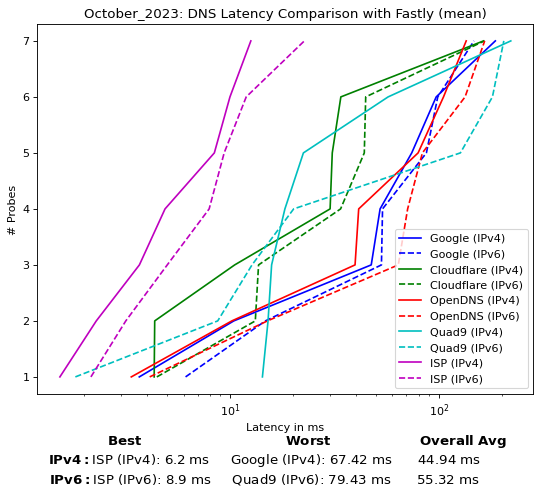 October_2023: DNS Latency Comparison with Fastly (mean)
7
6
5
4
3
2
1
# Probes
Google (IPv4)
Google (IPv6)
Cloudflare (IPv4)
Cloudflare (IPv6)
OpenDNS (IPv4)
OpenDNS (IPv6)
Quad9 (IPv4)
Quad9 (IPv6)
ISP (IPv4)
ISP (IPv6)
10¹ 10²
Latency in ms
Best Worst Overall Avg
IPv4: ISP (IPv4): 6.2 ms Google (IPv4): 67.42 ms 44.94 ms
IPv6: ISP (IPv6): 8.9 ms Quad9 (IPv6): 79.43 ms 55.32 ms